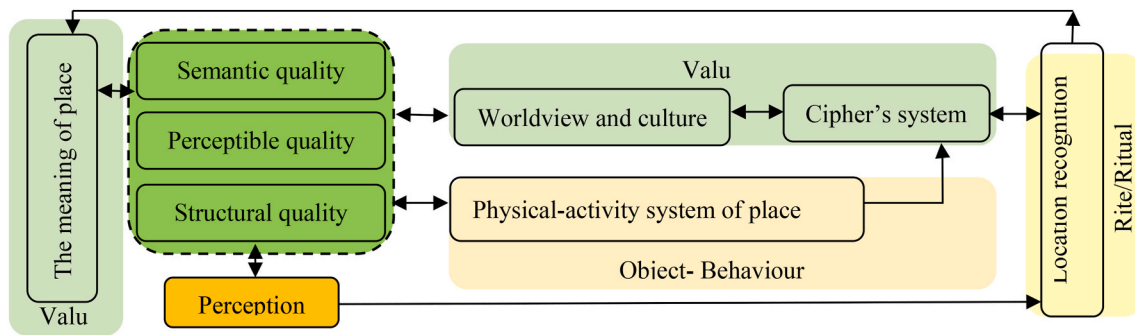 The meaning of place
Valu
Semantic quality
Perceptible quality
Structural quality
Perception
Valu
Worldview and culture
Cipher's system
Physical-activity system of place
Object- Behaviour
Location recognition
Rite/Ritual